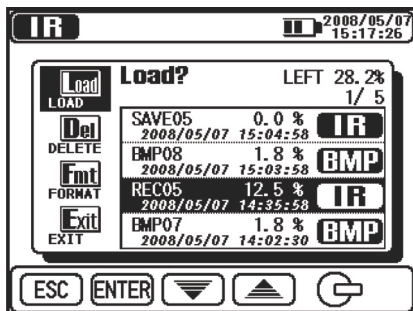 IR
2008/05/07
15:17:26
Load
LOAD
Del
DELETE
Fmt
FORMAT
Exit
EXIT
Load?
LEFT 28.2%
1/ 5
SAVE05 0.0 % IR
2008/05/07 15:04:58
BMP08 1.8 % BMP
2008/05/07 15:03:58
REC05 12.5 % IR
2008/05/07 14:35:58
BMP07 1.8 % BMP
2008/05/07 14:02:30
ESC ENTER